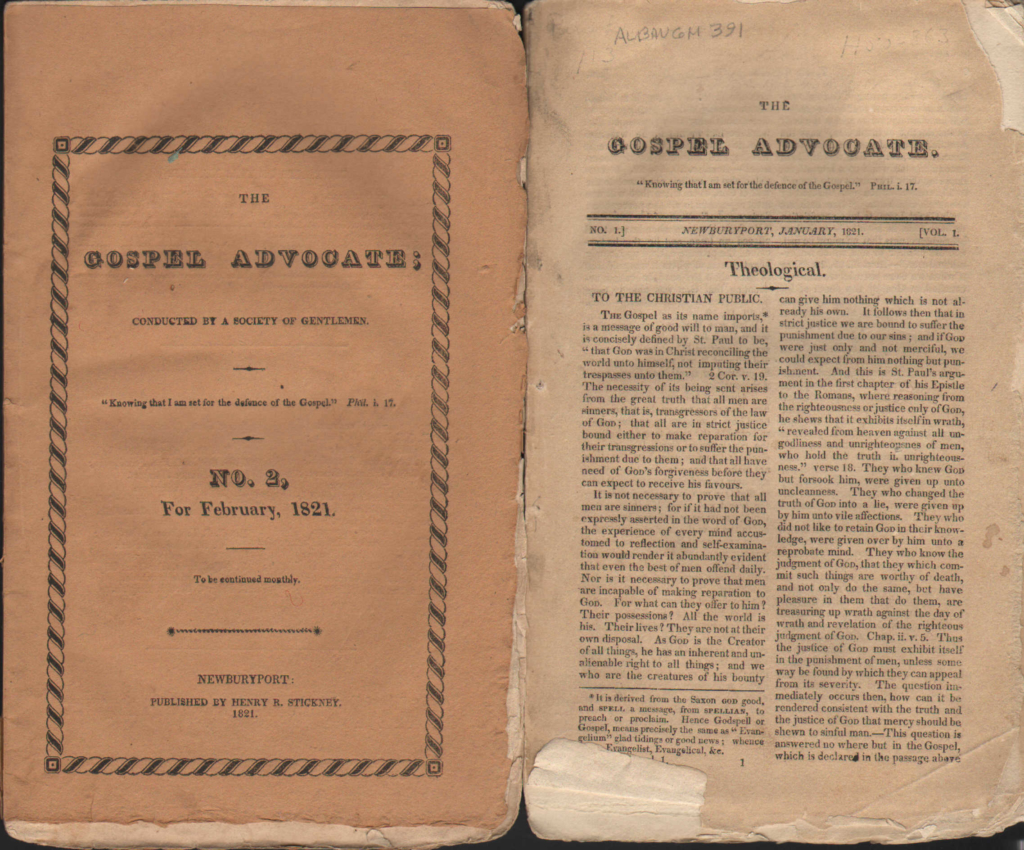 THE
GOSPEL ADVOCATE;
CONDUCTED BY A SOCIETY OF GENTLEMEN.
"Knowing that I am set for the defence of the Gospel." Phil. i. 17.
NO. 2,
For February, 1821.
To be continued monthly.
NEWBURYPORT:
PUBLISHED BY HENRY R. STICKNEY.
1821.
ALBAUGH 391
THE
GOSPEL ADVOCATE.
"Knowing that I am set for the defence of the Gospel." PHIL. i. 17.
NO. 1.] NEWBURYPORT, JANUARY, 1821. [VOL. 1.
Theological.
TO THE CHRISTIAN PUBLIC.
THE Gospel as its name imports,*
is a message of good will to man, and it
is concisely defined by St. Paul to be,
"that GOD was in Christ reconciling the
world unto himself, not imputing their
trespasses unto them." 2 Cor. v. 19.
The necessity of its being sent arises
from the great truth that all men are
sinners, that is, transgressors of the law
of GOD; that all are in strict justice
bound either to make reparation for
their transgressions or to suffer the pun-
ishment due to them; and that all have
need of GOD's forgiveness before they
can expect to receive his favours.
It is not necessary to prove that all
men are sinners; for if it had not been
expressly asserted in the word of GOD,
the experience of every mind accus-
tomed to reflection and self-examina-
tion would render it abundantly evident
that even the best of men offend daily.
Nor is it necessary to prove that men
are incapable of making reparation to
GOD. For what can they offer to him?
Their possessions? All the world is
his. Their lives? They are not at their
own disposal. As GOD is the Creator
of all things, he has an inherent and un-
alienable right to all things; and we
who are the creatures of his bounty
* It is derived from the Saxon GOD good,
and SPELL a message, from SPELLIAN, to
preach or proclaim. Hence Godspell or
Gospel, means precisely the same as "Evan-
gelium" glad tidings or good news; whence
Evangelist, Evangelical, &c.
1 1
can give him nothing which is not al-
ready his own. It follows then that in
strict justice we are bound to suffer the
punishment due to our sins; and if GOD
were just only and not merciful, we
could expect from him nothing but pun-
ishment. And this is St. Paul's argu-
ment in the first chapter of his Epistle
to the Romans, where reasoning from
the righteousness or justice only of GOD,
he shews that it exhibits itself in wrath,
"revealed from heaven against all un-
godliness and unrighteousnes of men,
who hold the truth in unrighteous-
ness." verse 18. They who knew GOD
but forsook him, were given up unto
uncleanness. They who changed the
truth of GOD into a lie, were given up
by him unto vile affections. They who
did not like to retain GOD in their know-
ledge, were given over by him unto a
reprobate mind. They who know the
judgment of GOD, that they which com-
mit such things are worthy of death,
and not only do the same, but have
pleasure in them that do them, are
treasuring up wrath against the day of
wrath and revelation of the righteous
judgment of GOD. Chap. ii. v. 5. Thus
the justice of GOD must exhibit itself
in the punishment of men, unless some
way be found by which they can appeal
from its severity. The question im-
mediately occurs then, how can it be
rendered consistent with the truth and
the justice of GOD that mercy should be
shewn to sinful man.—This question is
answered no where but in the Gospel,
which is declared in the passage above